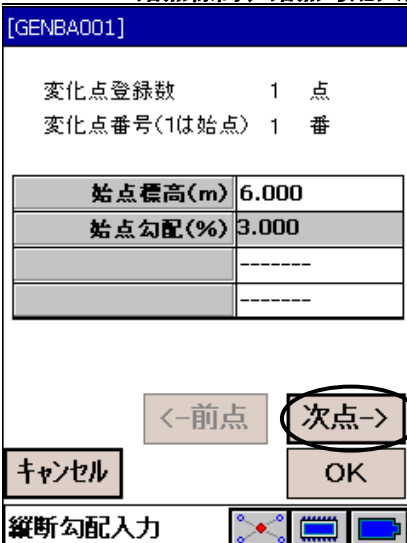 [GENBA001]
変化点登録数 1 点
変化点番号(1は始点) 1 番
始点標高(m) 6.000
始点勾配(%) 3.000
-------
-------
<-前点 次点->
キャンセル OK
縦断勾配入力